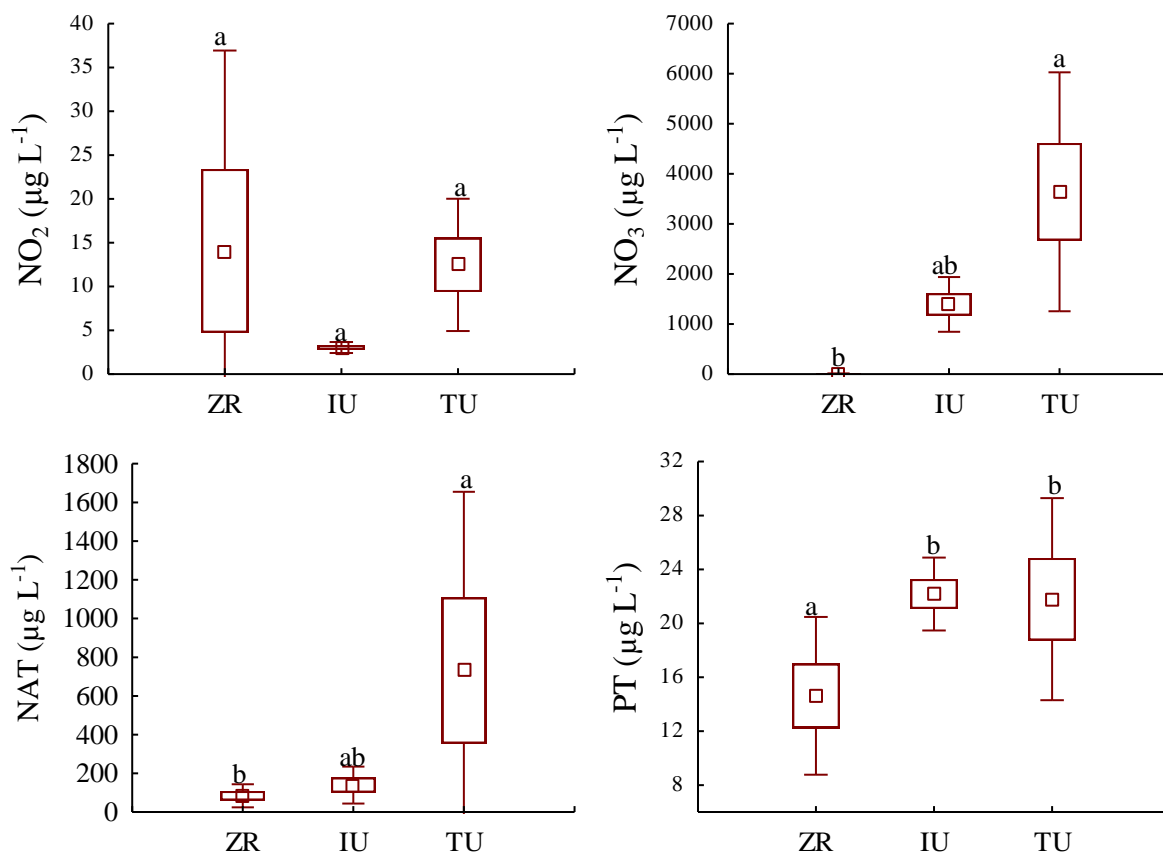 NO₂ (µg L⁻¹)
40
35
30
25
20
15
10
5
0
a
a
a
ZR IU TU
NO₃ (µg L⁻¹)
7000
6000
5000
4000
3000
2000
1000
0
b
ab
a
ZR IU TU
NAT (µg L⁻¹)
1800
1600
1400
1200
1000
800
600
400
200
0
b
ab
a
ZR IU TU
PT (µg L⁻¹)
32
28
24
20
16
12
8
a
b
b
ZR IU TU